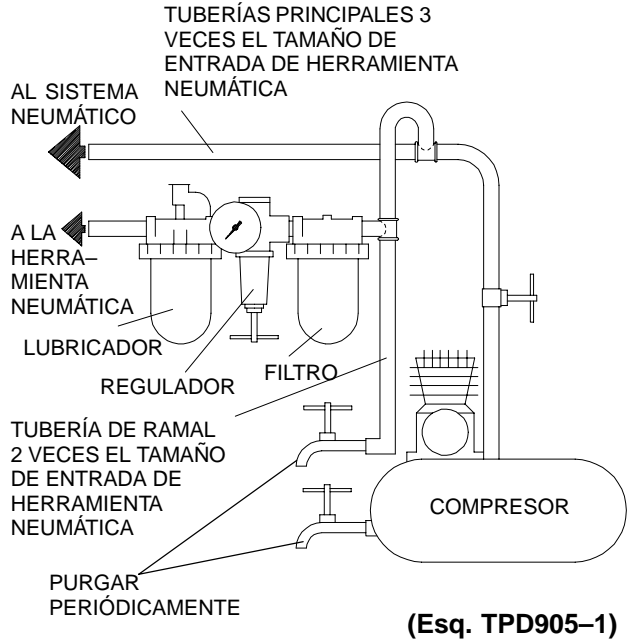 TUBERÍAS PRINCIPALES 3
VECES EL TAMAÑO DE
ENTRADA DE HERRAMIENTA
NEUMÁTICA
AL SISTEMA
NEUMÁTICO
A LA
HERRA–
MIENTA
NEUMÁTICA
LUBRICADOR
REGULADOR
FILTRO
TUBERÍA DE RAMAL
2 VECES EL TAMAÑO
DE ENTRADA DE
HERRAMIENTA
NEUMÁTICA
COMPRESOR
PURGAR
PERIÓDICAMENTE
(Esq. TPD905–1)